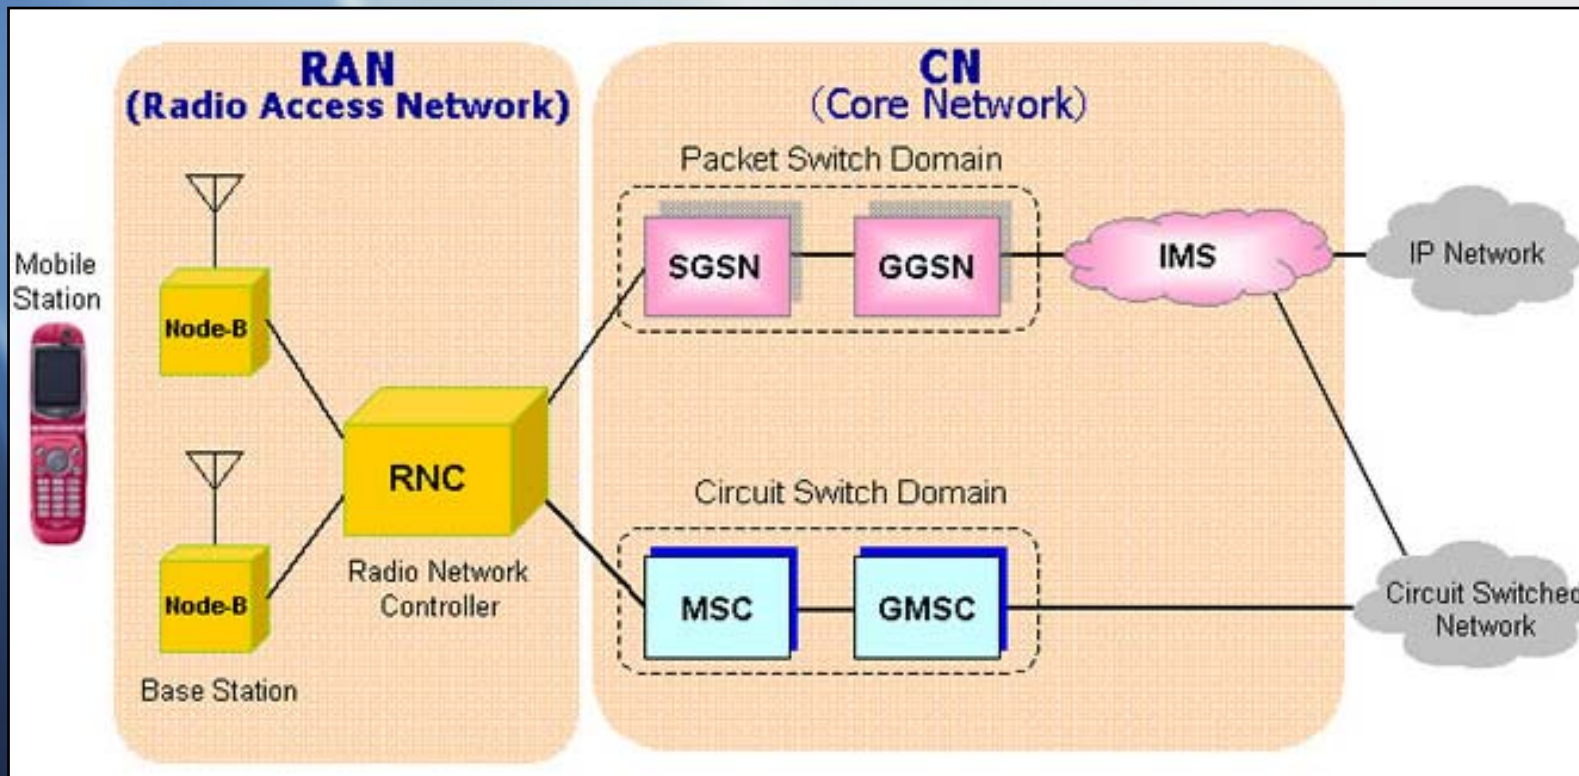 RAN
(Radio Access Network)
CN
(Core Network)
Packet Switch Domain
SGSN
GGSN
IMS
IP Network
Mobile
Station
Node-B
RNC
Radio Network
Controller
Node-B
Base Station
Circuit Switch Domain
MSC
GMSC
Circuit Switched
Network